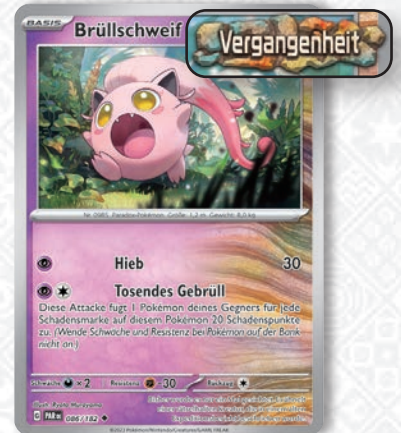 BASIS
Brüllschweif
Vergangenheit
Nr. 0985 Paradox-Pokémon Größe: 1,2 m Gewicht: 8,0 kg
Hieb 30
Tosendes Gebrüll
Diese Attacke fügt 1 Pokémon deines Gegners für jede
Schadensmarke auf diesem Pokémon 20 Schadenspunkte
zu. (Wende Schwäche und Resistenz bei Pokémon auf der Bank
nicht an.)
Schwäche ×2 Resistenz -30 Rückzug
PAR DE 086/182